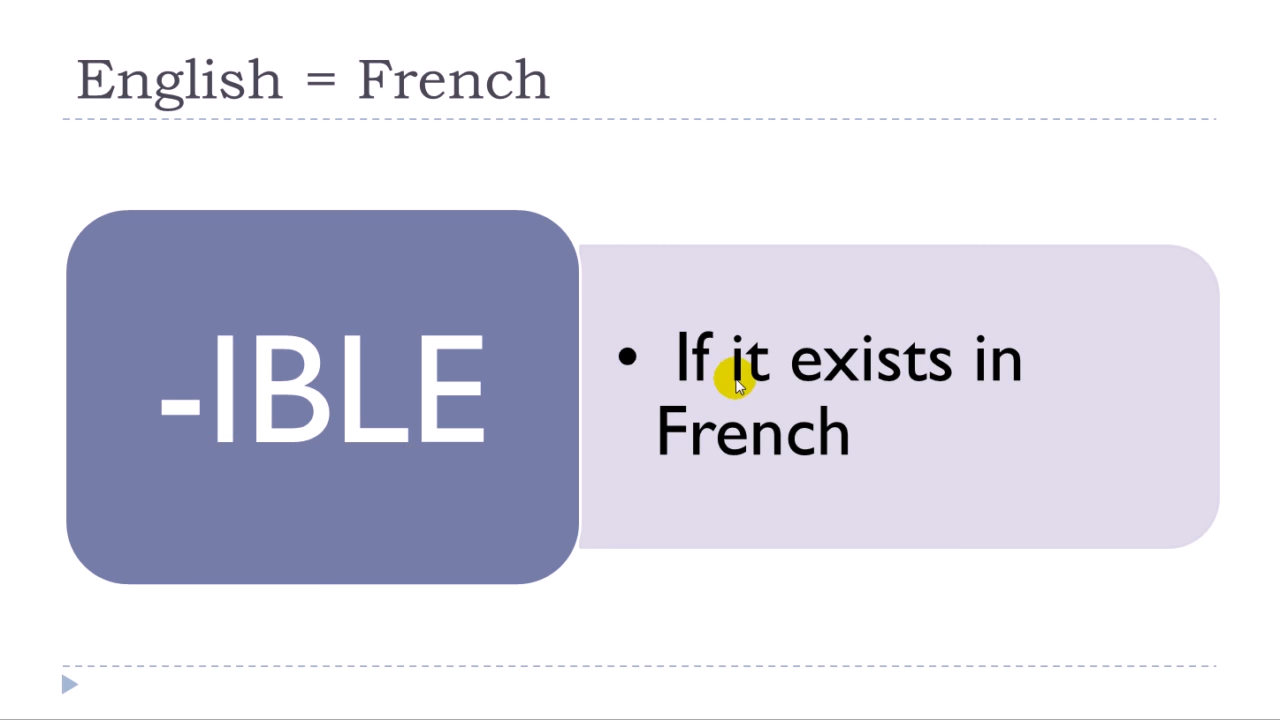 English = French
-IBLE
• If it exists in
French